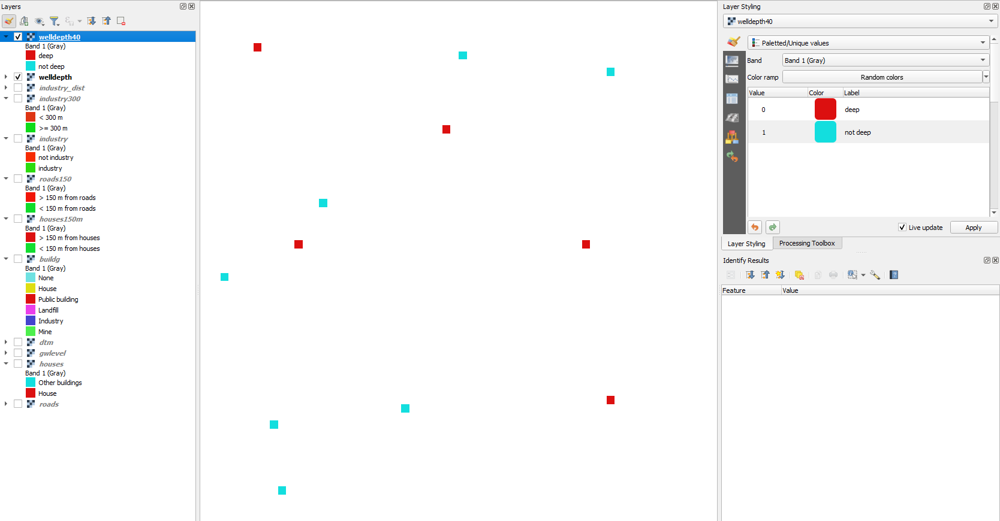 Layers
welldepth40
Band 1 (Gray)
deep
not deep
welldepth
industry_dist
industry300
Band 1 (Gray)
< 300 m
>= 300 m
industry
Band 1 (Gray)
not industry
industry
roads150
Band 1 (Gray)
> 150 m from roads
< 150 m from roads
houses150m
Band 1 (Gray)
> 150 m from houses
< 150 m from houses
buildg
Band 1 (Gray)
None
House
Public building
Landfill
Industry
Mine
dtm
gwlevel
houses
Band 1 (Gray)
Other buildings
House
roads
Layer Styling
welldepth40
Paletted/Unique values
Band Band 1 (Gray)
Color ramp Random colors
Value Color Label
0 deep
1 not deep
Live update Apply
Layer Styling Processing Toolbox
Identify Results
Feature Value